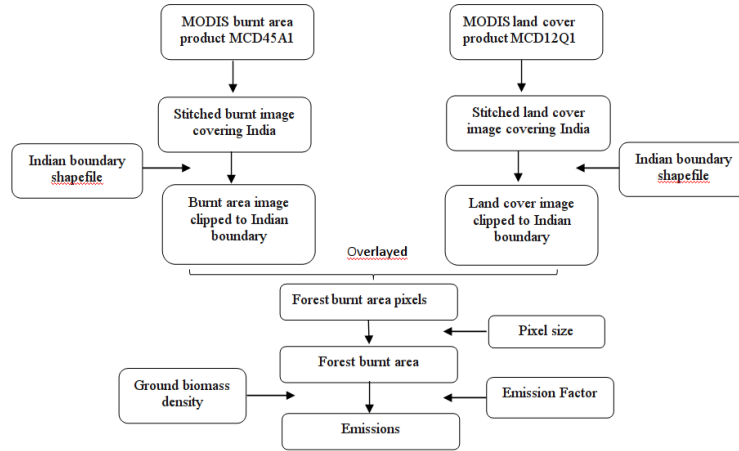 MODIS burnt area
product MCD45A1
MODIS land cover
product MCD12Q1
Stitched burnt image
covering India
Stitched land cover
image covering India
Indian boundary
shapefile
Indian boundary
shapefile
Burnt area image
clipped to Indian
boundary
Land cover image
clipped to Indian
boundary
Overlayed
Forest burnt area pixels
Pixel size
Forest burnt area
Ground biomass
density
Emission Factor
Emissions